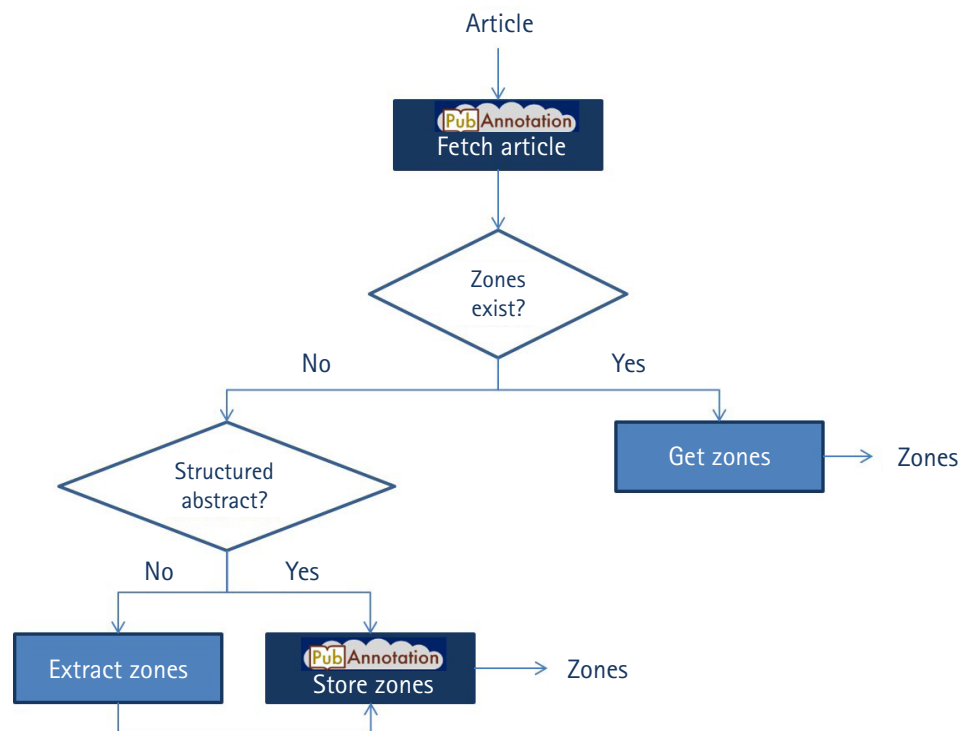 Article
PubAnnotation
Fetch article
Zones
exist?
No
Yes
Structured
abstract?
Get zones
Zones
No
Yes
Extract zones
PubAnnotation
Store zones
Zones